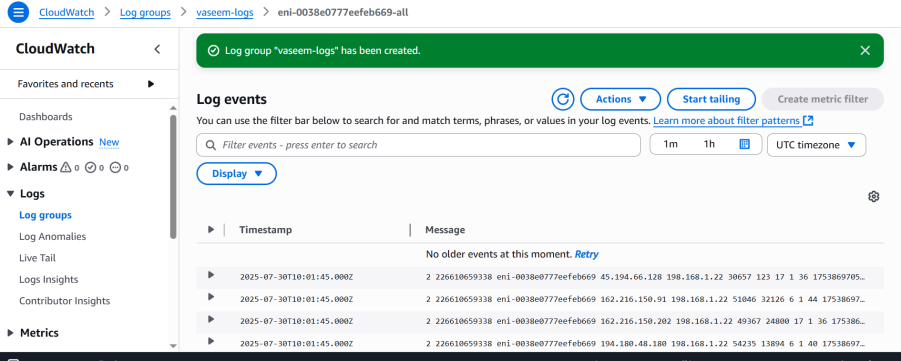 CloudWatch > Log groups > vaseem-logs > eni-0038e0777eefeb669-all
CloudWatch
Favorites and recents
Dashboards
AI Operations New
Alarms 0 0 0
Logs
Log groups
Log Anomalies
Live Tail
Logs Insights
Contributor Insights
Metrics
Log group "vaseem-logs" has been created.
Log events
Actions
Start tailing
Create metric filter
You can use the filter bar below to search for and match terms, phrases, or values in your log events. Learn more about filter patterns
Filter events - press enter to search
1m 1h
UTC timezone
Display
Timestamp Message
No older events at this moment. Retry
2025-07-30T10:01:45.000Z 2 226610659338 eni-0038e0777eefeb669 45.194.66.128 198.168.1.22 30657 123 17 1 36 1753869705…
2025-07-30T10:01:45.000Z 2 226610659338 eni-0038e0777eefeb669 162.216.150.91 198.168.1.22 51046 32126 6 1 44 17538697…
2025-07-30T10:01:45.000Z 2 226610659338 eni-0038e0777eefeb669 162.216.150.202 198.168.1.22 49367 24800 17 1 36 175386…
2025-07-30T10:01:45.000Z 2 226610659338 eni-0038e0777eefeb669 194.180.48.180 198.168.1.22 54235 13894 6 1 40 17538697…